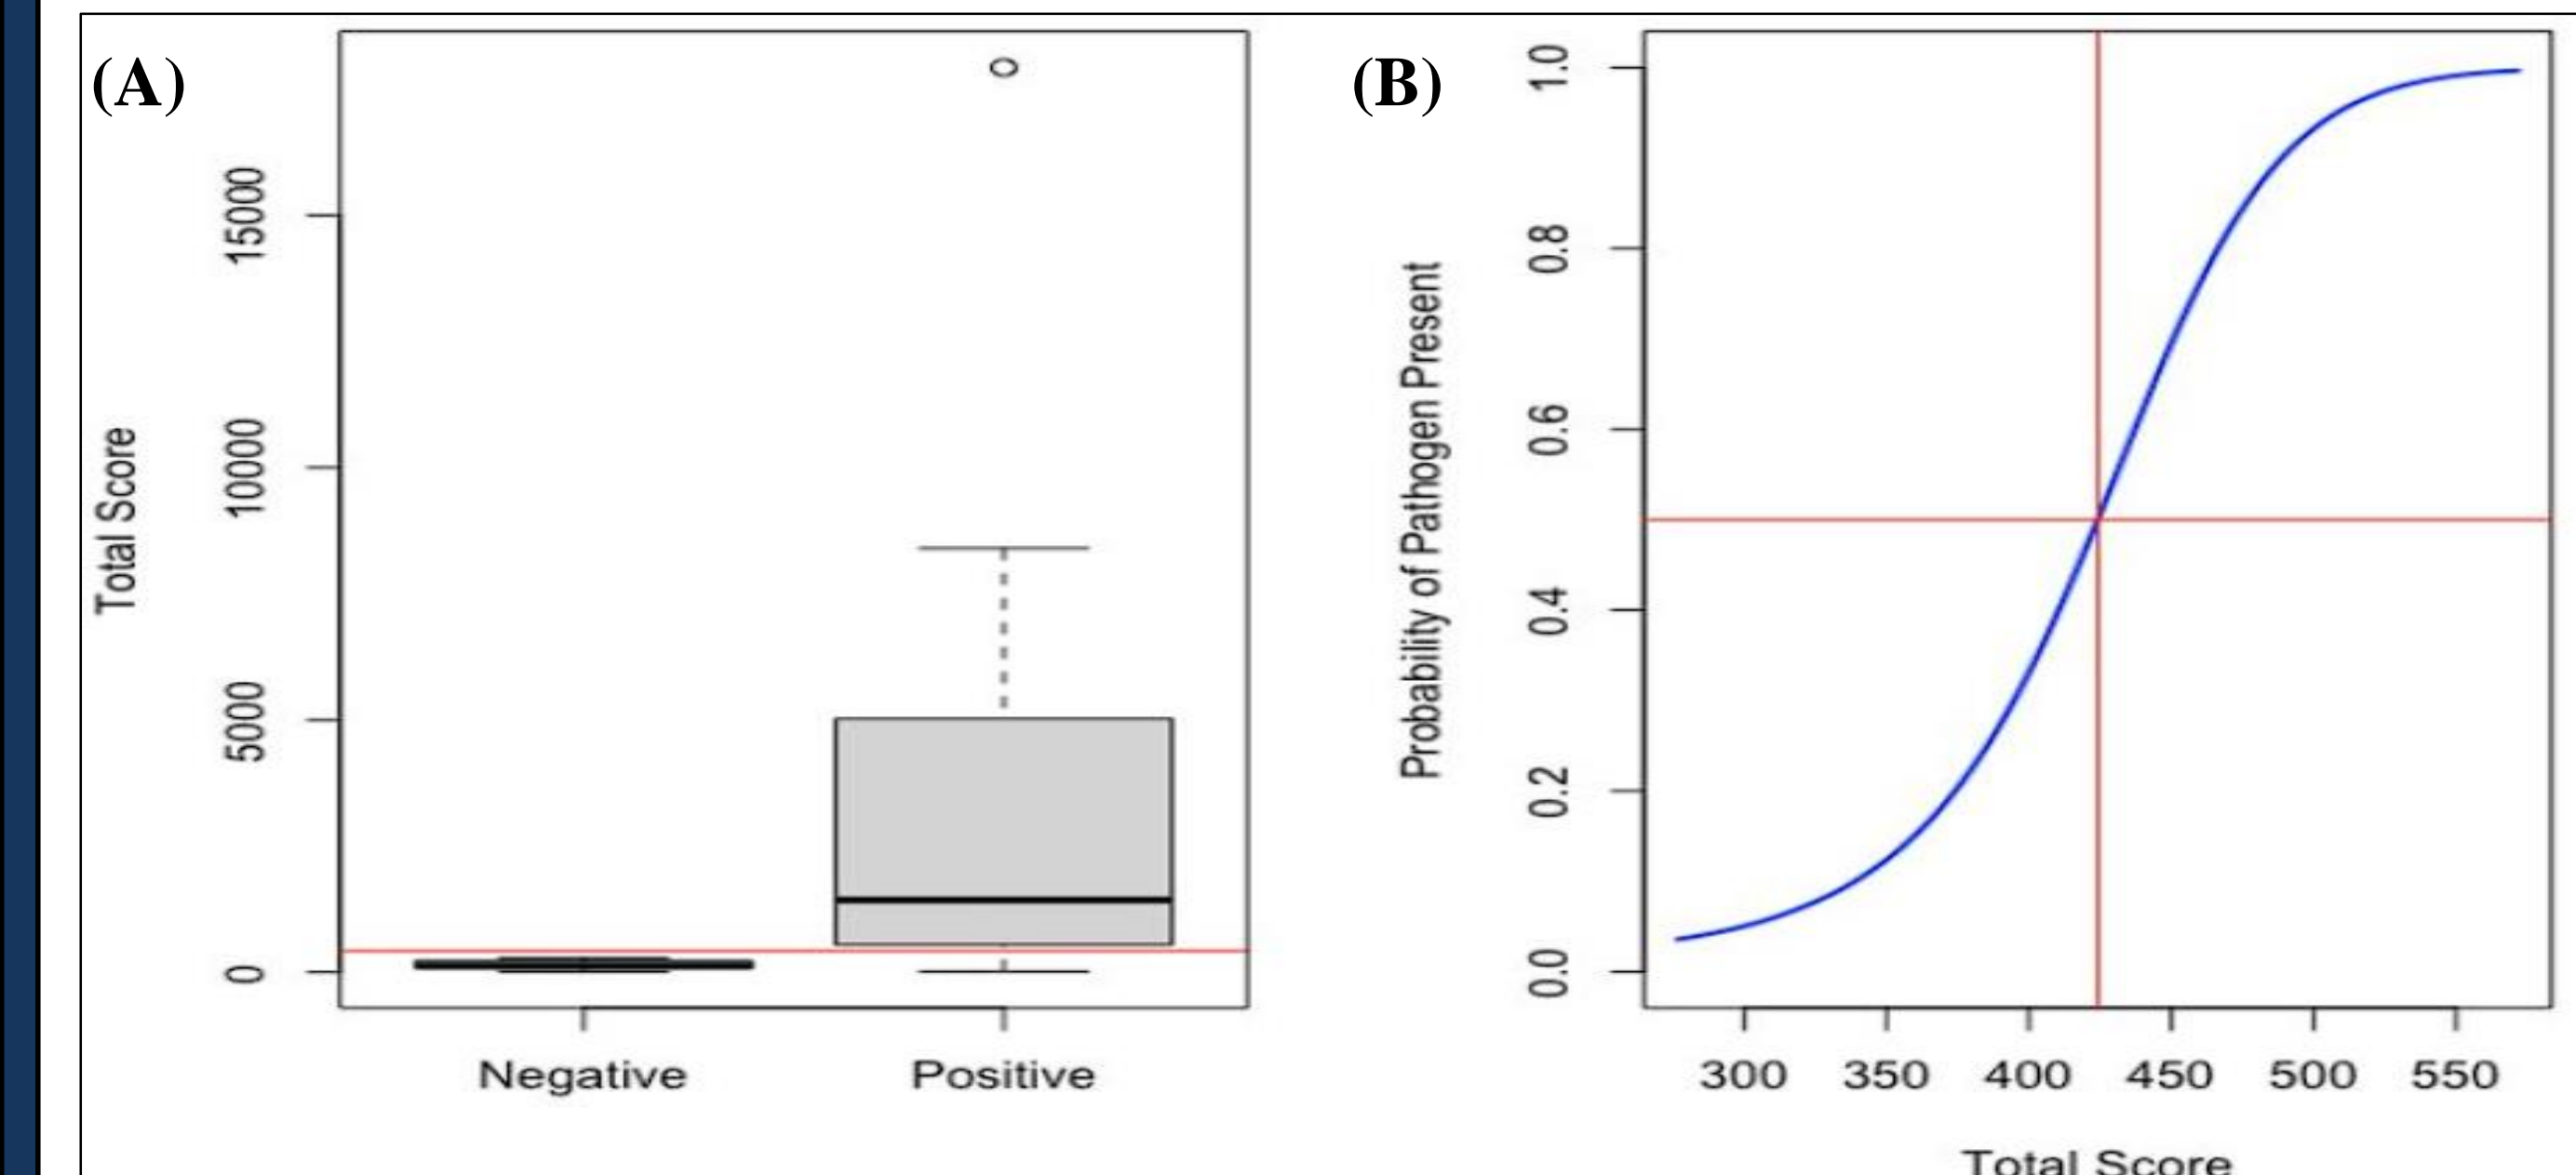 (A)
Total Score
15000
10000
5000
0
Negative Positive
(B)
Probability of Pathogen Present
1.0
0.8
0.6
0.4
0.2
0.0
300 350 400 450 500 550
Total Score